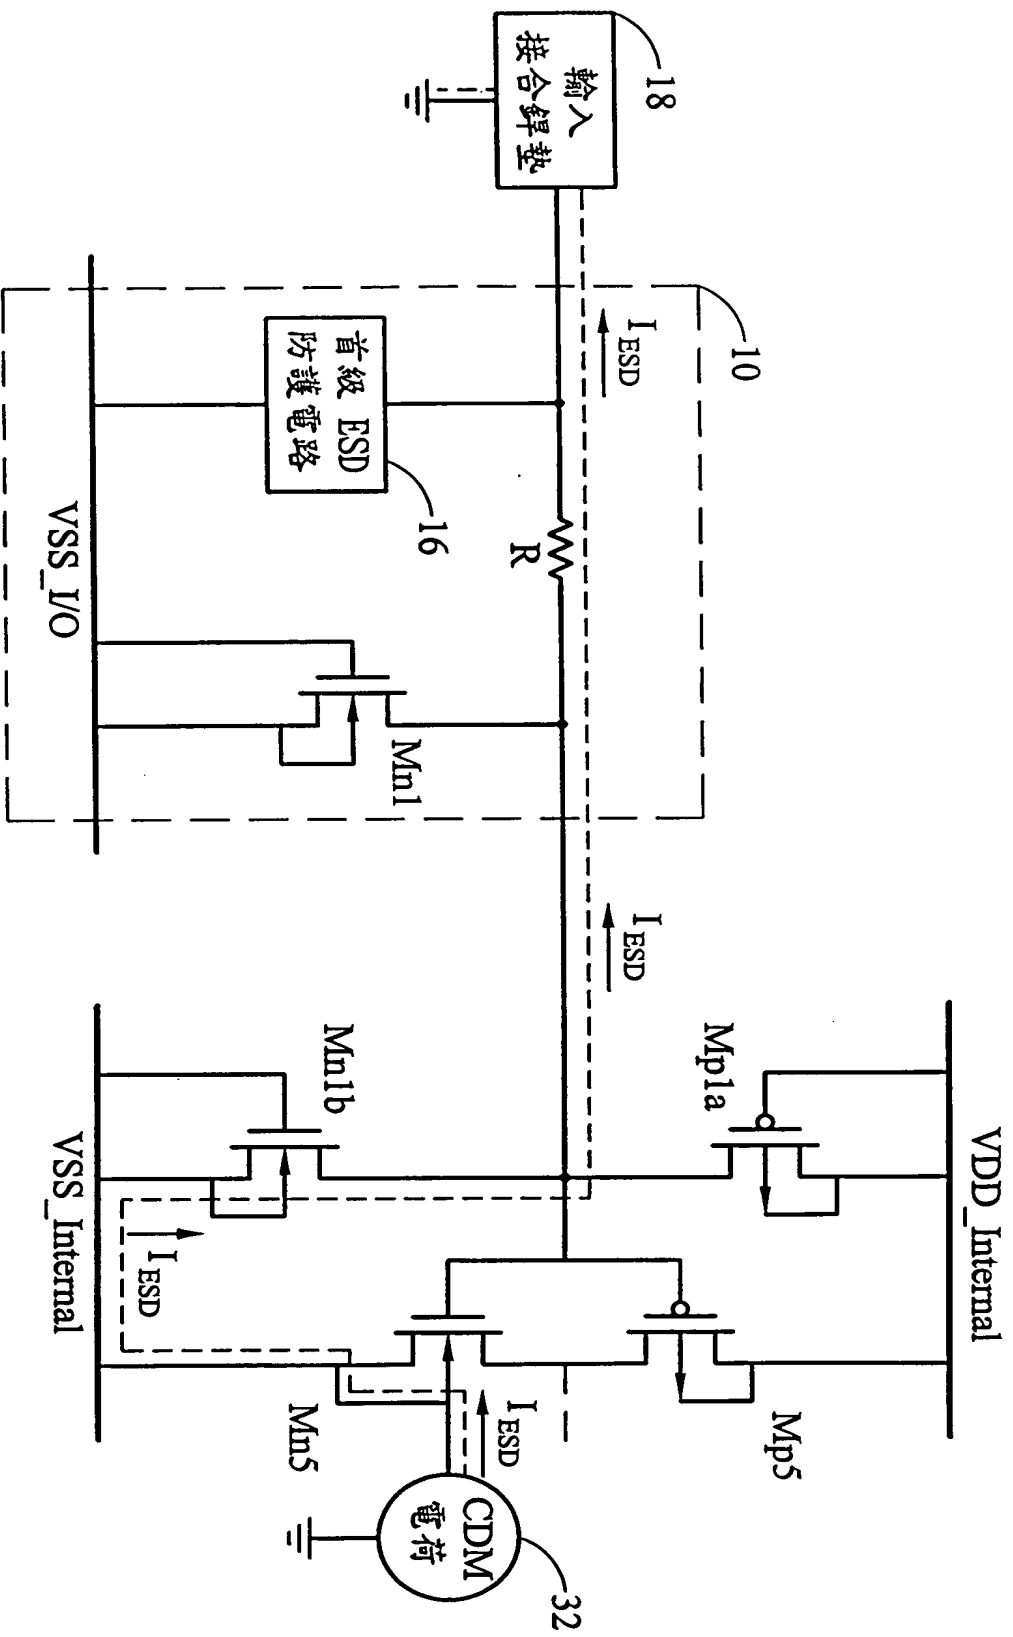 輸入
接合銲墊
18
10
I ESD
首級 ESD
防護電路
16
R
VSS_I/O
Mn1
I ESD
VDD_Internal
Mp1a
Mn1b
VSS_Internal
I ESD
Mp5
Mn5
I ESD
CDM
電荷
32